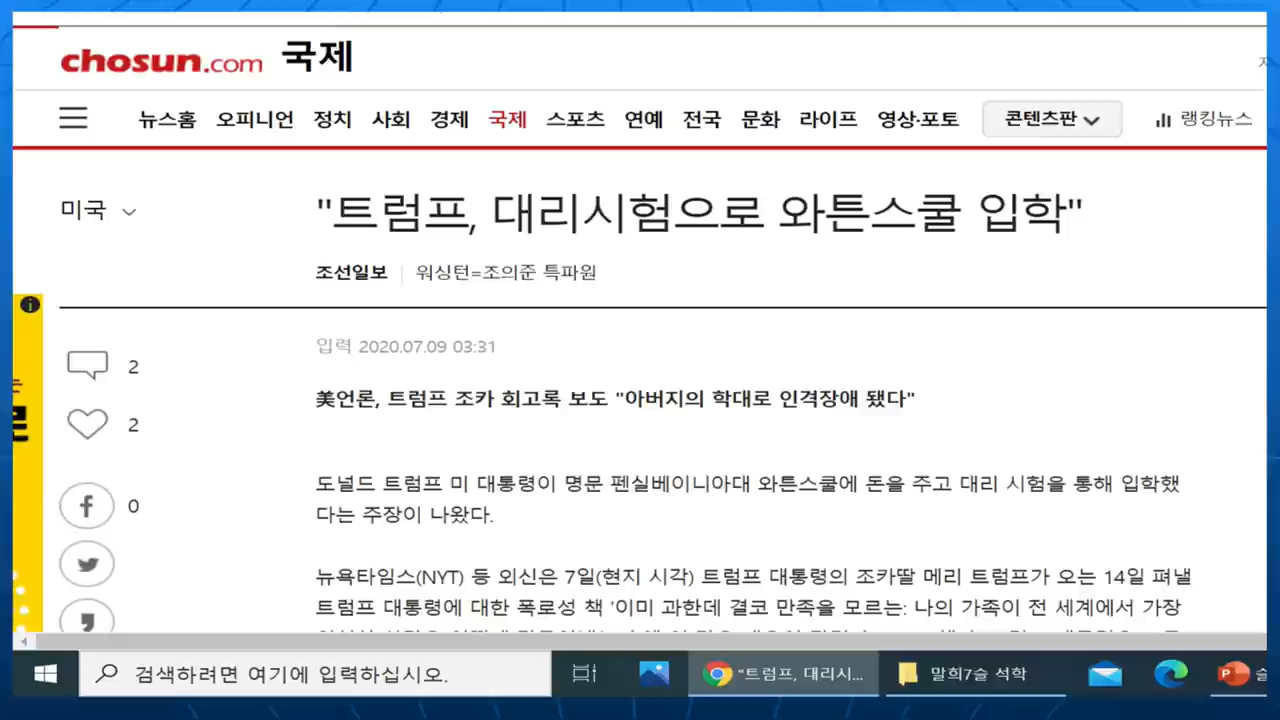 chosun.com 국제
뉴스홈 오피니언 정치 사회 경제 국제 스포츠 연예 전국 문화 라이프 영상·포토 콘텐츠판 랭킹뉴스
미국
"트럼프, 대리시험으로 와튼스쿨 입학"
조선일보 워싱턴=조의준 특파원
입력 2020.07.09 03:31
2
美언론, 트럼프 조카 회고록 보도 "아버지의 학대로 인격장애 됐다"
2
도널드 트럼프 미 대통령이 명문 펜실베이니아대 와튼스쿨에 돈을 주고 대리 시험을 통해 입학했
다는 주장이 나왔다.
0
뉴욕타임스(NYT) 등 외신은 7일(현지 시각) 트럼프 대통령의 조카딸 메리 트럼프가 오는 14일 펴낼
트럼프 대통령에 대한 폭로성 책 '이미 과한데 결코 만족을 모르는: 나의 가족이 전 세계에서 가장
검색하려면 여기에 입력하십시오.
"트럼프, 대리시...
말희7술 석학